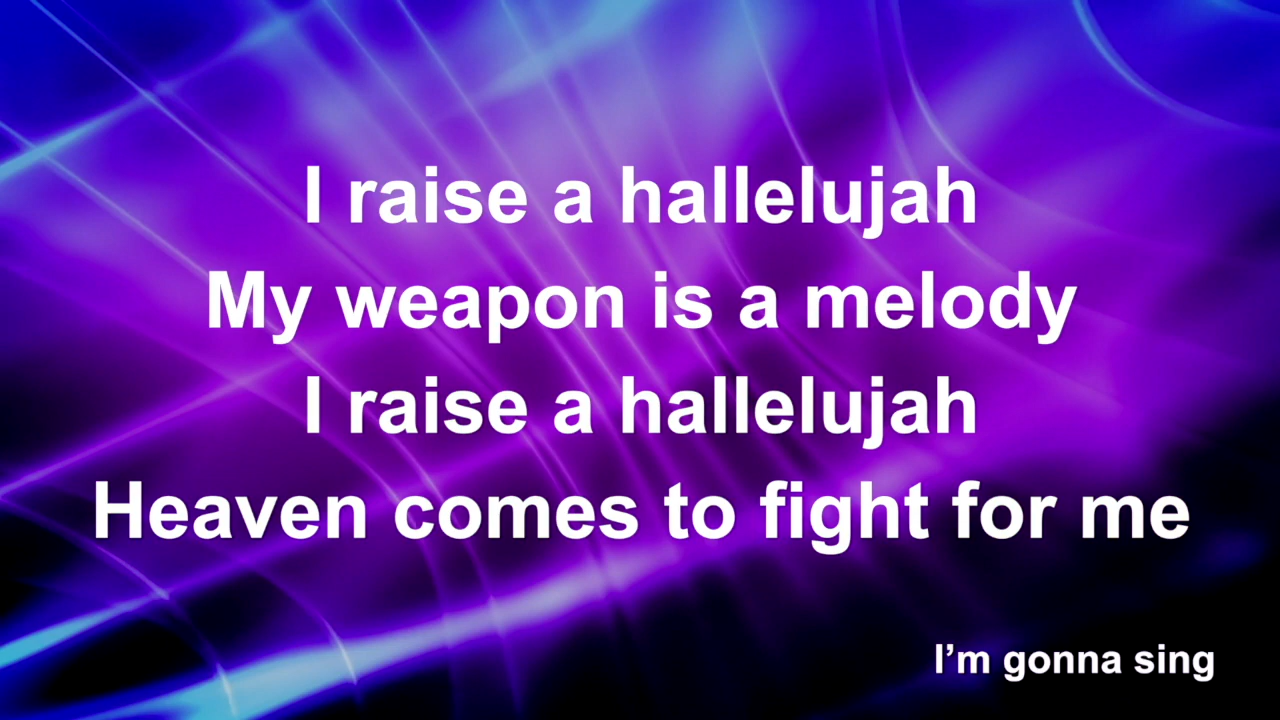 I raise a hallelujah
My weapon is a melody
I raise a hallelujah
Heaven comes to fight for me
I’m gonna sing